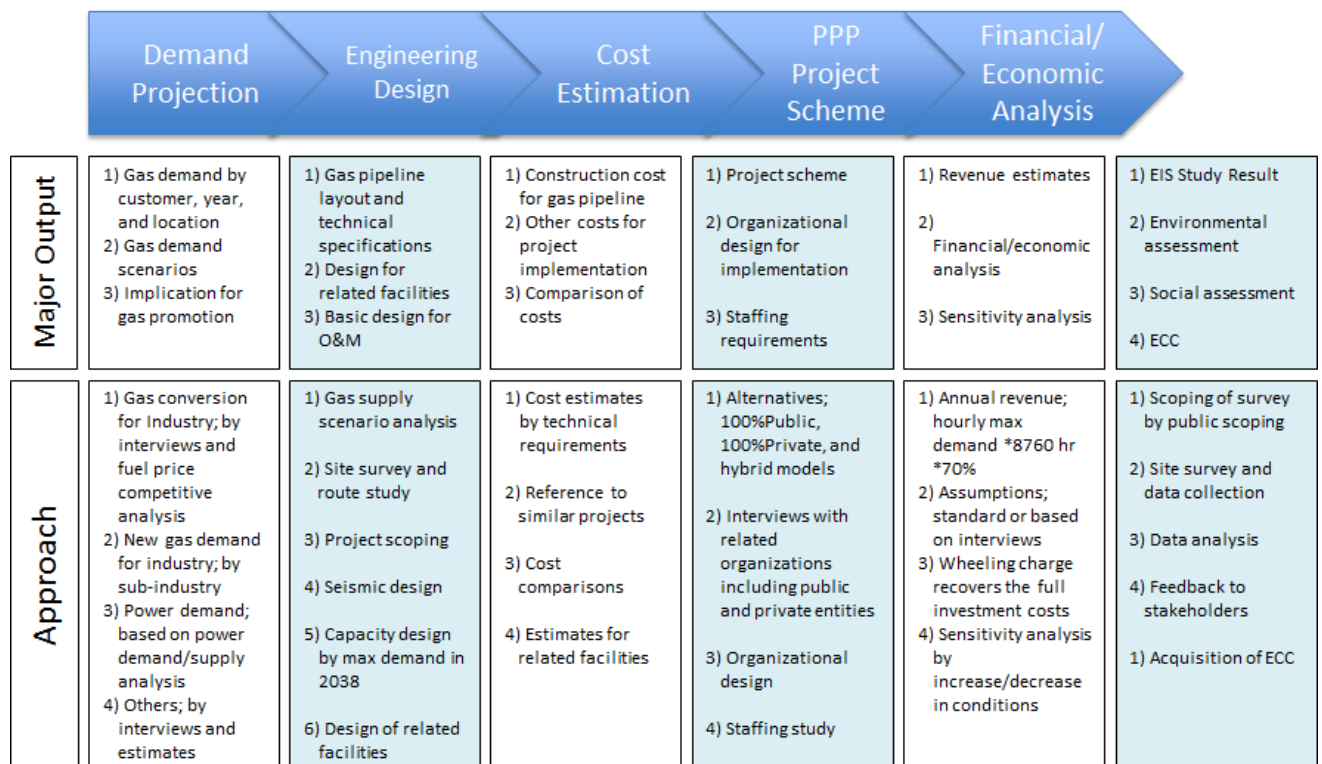 Demand
Projection
Engineering
Design
Cost
Estimation
PPP
Project
Scheme
Financial/
Economic
Analysis
Major Output
1) Gas demand by
customer, year,
and location
2) Gas demand
scenarios
3) Implication for
gas promotion
1) Gas pipeline
layout and
technical
specifications
2) Design for
related facilities
3) Basic design for
O&M
1) Construction cost
for gas pipeline
2) Other costs for
project
implementation
3) Comparison of
costs
1) Project scheme
2) Organizational
design for
implementation
3) Staffing
requirements
1) Revenue estimates
2)
Financial/economic
analysis
3) Sensitivity analysis
1) EIS Study Result
2) Environmental
assessment
3) Social assessment
4) ECC
Approach
1) Gas conversion
for Industry; by
interviews and
fuel price
competitive
analysis
2) New gas demand
for industry; by
sub-industry
3) Power demand;
based on power
demand/supply
analysis
4) Others; by
interviews and
estimates
1) Gas supply
scenario analysis
2) Site survey and
route study
3) Project scoping
4) Seismic design
5) Capacity design
by max demand in
2038
6) Design of related
facilities
1) Cost estimates
by technical
requirements
2) Reference to
similar projects
3) Cost
comparisons
4) Estimates for
related facilities
1) Alternatives;
100%Public,
100%Private, and
hybrid models
2) Interviews with
related
organizations
including public
and private entities
3) Organizational
design
4) Staffing study
1) Annual revenue;
hourly max
demand *8760 hr
*70%
2) Assumptions;
standard or based
on interviews
3) Wheeling charge
recovers the full
investment costs
4) Sensitivity analysis
by
increase/decrease
in conditions
1) Scoping of survey
by public scoping
2) Site survey and
data collection
3) Data analysis
4) Feedback to
stakeholders
1) Acquisition of ECC